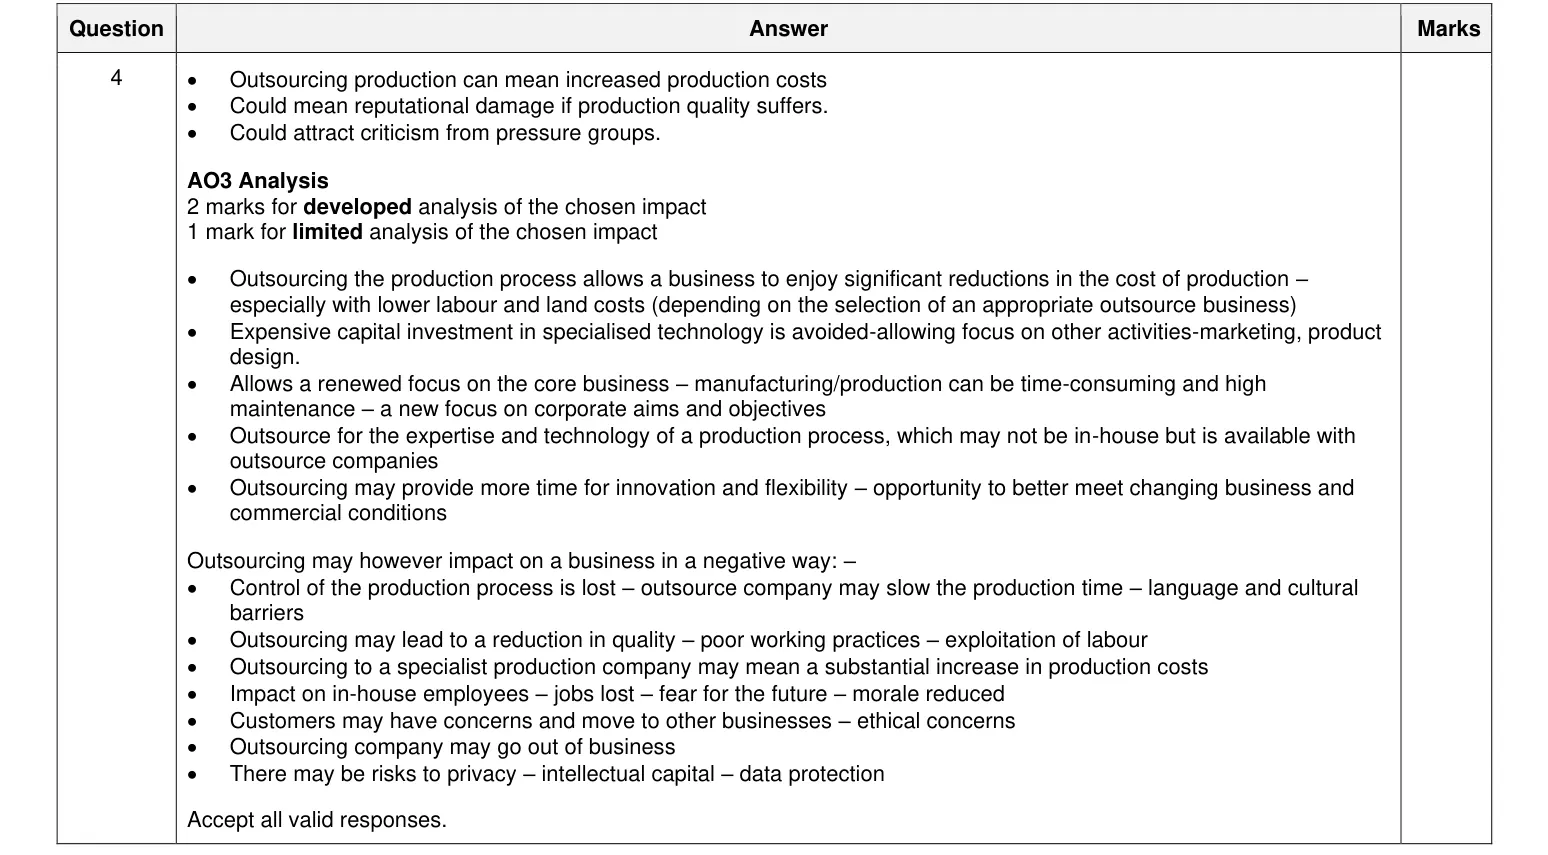 Question Answer Marks
4
• Outsourcing production can mean increased production costs
• Could mean reputational damage if production quality suffers.
• Could attract criticism from pressure groups.
AO3 Analysis
2 marks for developed analysis of the chosen impact
1 mark for limited analysis of the chosen impact
• Outsourcing the production process allows a business to enjoy significant reductions in the cost of production –
especially with lower labour and land costs (depending on the selection of an appropriate outsource business)
• Expensive capital investment in specialised technology is avoided-allowing focus on other activities-marketing, product
design.
• Allows a renewed focus on the core business – manufacturing/production can be time-consuming and high
maintenance – a new focus on corporate aims and objectives
• Outsource for the expertise and technology of a production process, which may not be in-house but is available with
outsource companies
• Outsourcing may provide more time for innovation and flexibility – opportunity to better meet changing business and
commercial conditions
Outsourcing may however impact on a business in a negative way: –
• Control of the production process is lost – outsource company may slow the production time – language and cultural
barriers
• Outsourcing may lead to a reduction in quality – poor working practices – exploitation of labour
• Outsourcing to a specialist production company may mean a substantial increase in production costs
• Impact on in-house employees – jobs lost – fear for the future – morale reduced
• Customers may have concerns and move to other businesses – ethical concerns
• Outsourcing company may go out of business
• There may be risks to privacy – intellectual capital – data protection
Accept all valid responses.